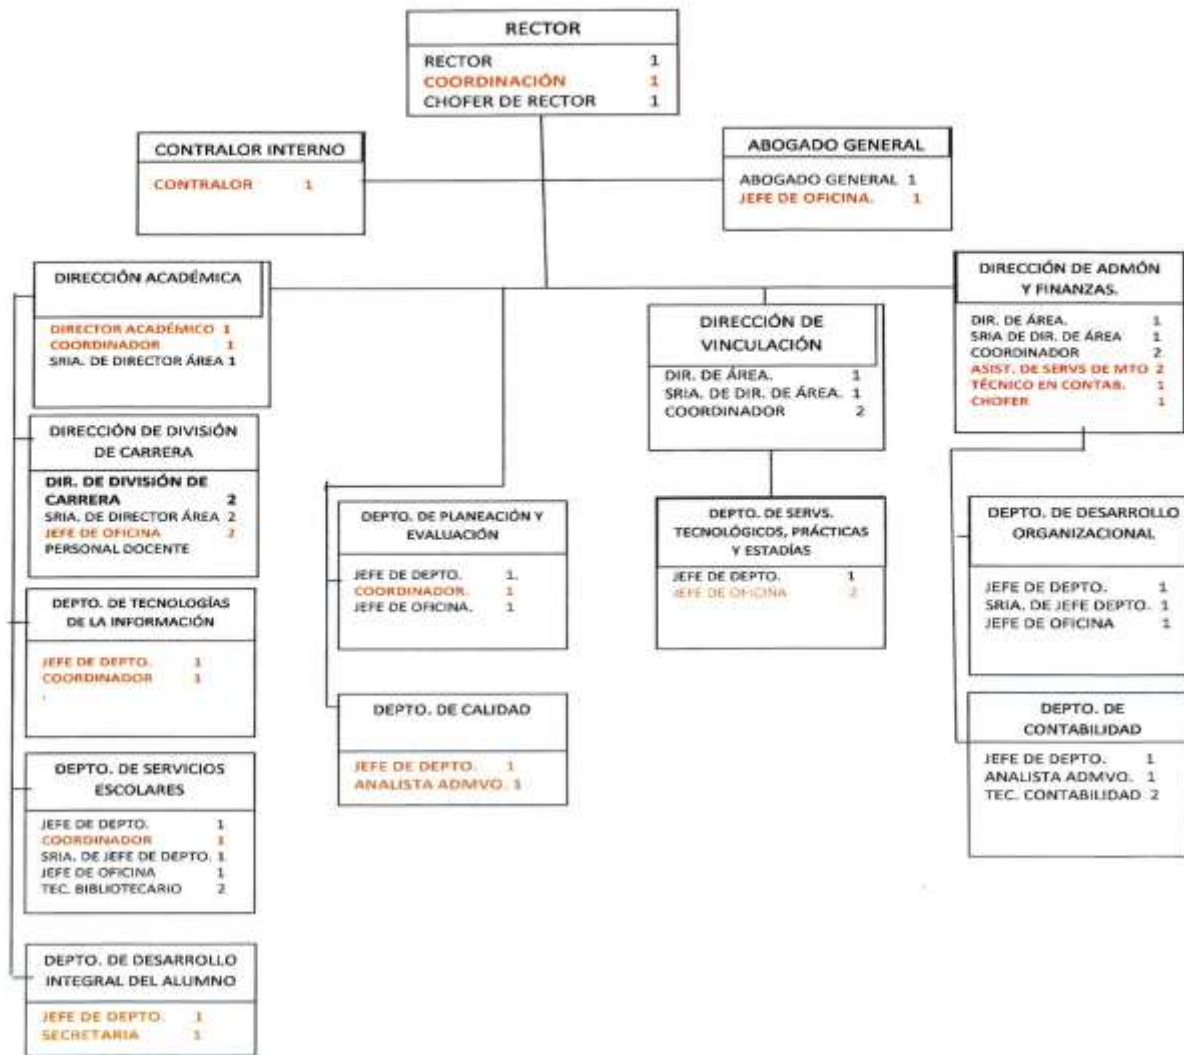 RECTOR
RECTOR 1
COORDINACIÓN 1
CHOFER DE RECTOR 1
CONTRALOR INTERNO
CONTRALOR 1
ABOGADO GENERAL
ABOGADO GENERAL 1
JEFE DE OFICINA. 1
DIRECCIÓN ACADÉMICA
DIRECTOR ACADÉMICO 1
COORDINADOR 1
SRIA. DE DIRECTOR ÁREA 1
DIRECCIÓN DE DIVISIÓN
DE CARRERA
DIR. DE DIVISIÓN DE
CARRERA 2
SRIA. DE DIRECTOR ÁREA 2
JEFE DE OFICINA 2
PERSONAL DOCENTE
DEPTO. DE TECNOLOGÍAS
DE LA INFORMACIÓN
JEFE DE DEPTO. 1
COORDINADOR 1
DEPTO. DE SERVICIOS
ESCOLARES
JEFE DE DEPTO. 1
COORDINADOR 1
SRIA. DE JEFE DE DEPTO. 1
JEFE DE OFICINA 1
TEC. BIBLIOTECARIO 2
DEPTO. DE DESARROLLO
INTEGRAL DEL ALUMNO
JEFE DE DEPTO. 1
SECRETARIA 1
DEPTO. DE PLANEACIÓN Y
EVALUACIÓN
JEFE DE DEPTO. 1.
COORDINADOR. 1
JEFE DE OFICINA. 1
DEPTO. DE CALIDAD
JEFE DE DEPTO. 1
ANALISTA ADMVO. 1
DIRECCIÓN DE
VINCULACIÓN
DIR. DE ÁREA. 1
SRIA. DE DIR. DE ÁREA. 1
COORDINADOR 2
DEPTO. DE SERVS.
TECNOLÓGICOS, PRÁCTICAS
Y ESTADÍAS
JEFE DE DEPTO. 1
JEFE DE OFICINA 2
DIRECCIÓN DE ADMÓN
Y FINANZAS.
DIR. DE ÁREA. 1
SRIA DE DIR. DE ÁREA 1
COORDINADOR 2
ASIST. DE SERVS DE MTO 2
TÉCNICO EN CONTAB. 1
CHOFER 1
DEPTO. DE DESARROLLO
ORGANIZACIONAL
JEFE DE DEPTO. 1
SRIA. DE JEFE DEPTO. 1
JEFE DE OFICINA 1
DEPTO. DE
CONTABILIDAD
JEFE DE DEPTO. 1
ANALISTA ADMVO. 1
TEC. CONTABILIDAD 2